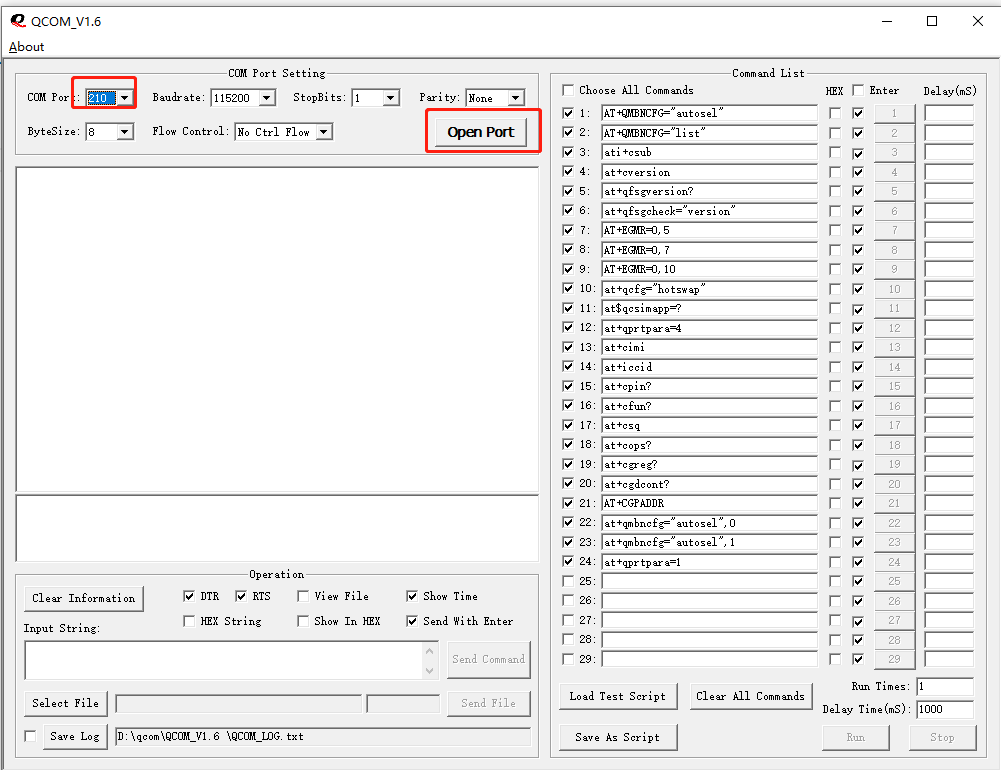 QCOM_V1.6
About
COM Port Setting
COM Port: 210 Baudrate: 115200 StopBits: 1 Parity: None
ByteSize: 8 Flow Control: No Ctrl Flow Open Port
Operation
Clear Information DTR RTS View File Show Time
HEX String Show In HEX Send With Enter
Input String:
Send Command
Select File Send File
Save Log D:\qcom\QCOM_V1.6 \QCOM_LOG.txt
Command List
Choose All Commands HEX Enter Delay(mS)
1: AT+QMBNCFG="autosel" 1
2: AT+QMBNCFG="list" 2
3: ati+csub 3
4: at+cversion 4
5: at+qfsgversion? 5
6: at+qfsgcheck="version" 6
7: AT+EGMR=0,5 7
8: AT+EGMR=0,7 8
9: AT+EGMR=0,10 9
10: at+qcfg="hotswap" 10
11: at$qcsimapp=? 11
12: at+qprtpara=4 12
13: at+cimi 13
14: at+iccid 14
15: at+cpin? 15
16: at+cfun? 16
17: at+csq 17
18: at+cops? 18
19: at+cgreg? 19
20: at+cgdcont? 20
21: AT+CGPADDR 21
22: at+qmbncfg="autosel",0 22
23: at+qmbncfg="autosel",1 23
24: at+qprtpara=1 24
25: 25
26: 26
27: 27
28: 28
29: 29
Load Test Script Clear All Commands Run Times: 1
Delay Time(mS): 1000
Save As Script Run Stop